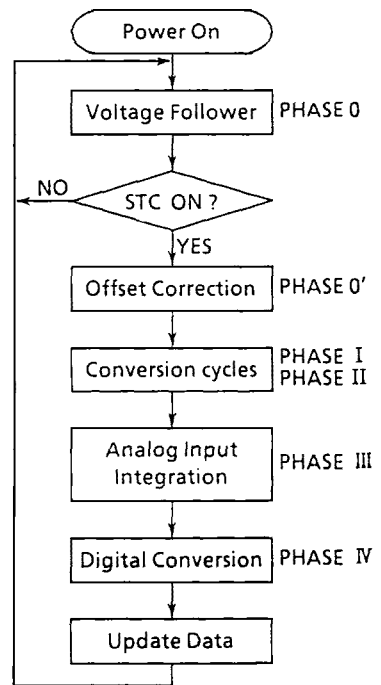 Power On
Voltage Follower
PHASE 0
STC ON ?
NO
YES
Offset Correction
PHASE 0'
Conversion cycles
PHASE I
PHASE II
Analog Input
Integration
PHASE III
Digital Conversion
PHASE IV
Update Data